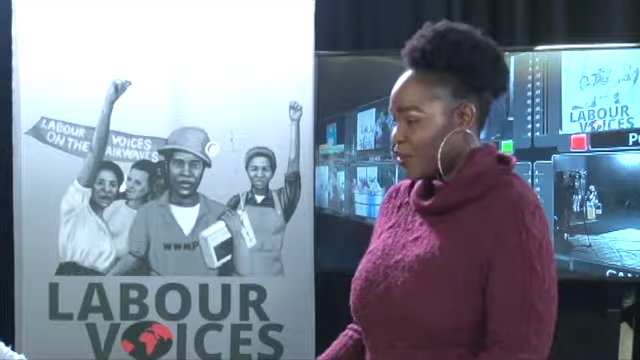 LABOUR VOICES
ON THE AIRWAVES
LABOUR
VOICES
LABOUR
VOICES